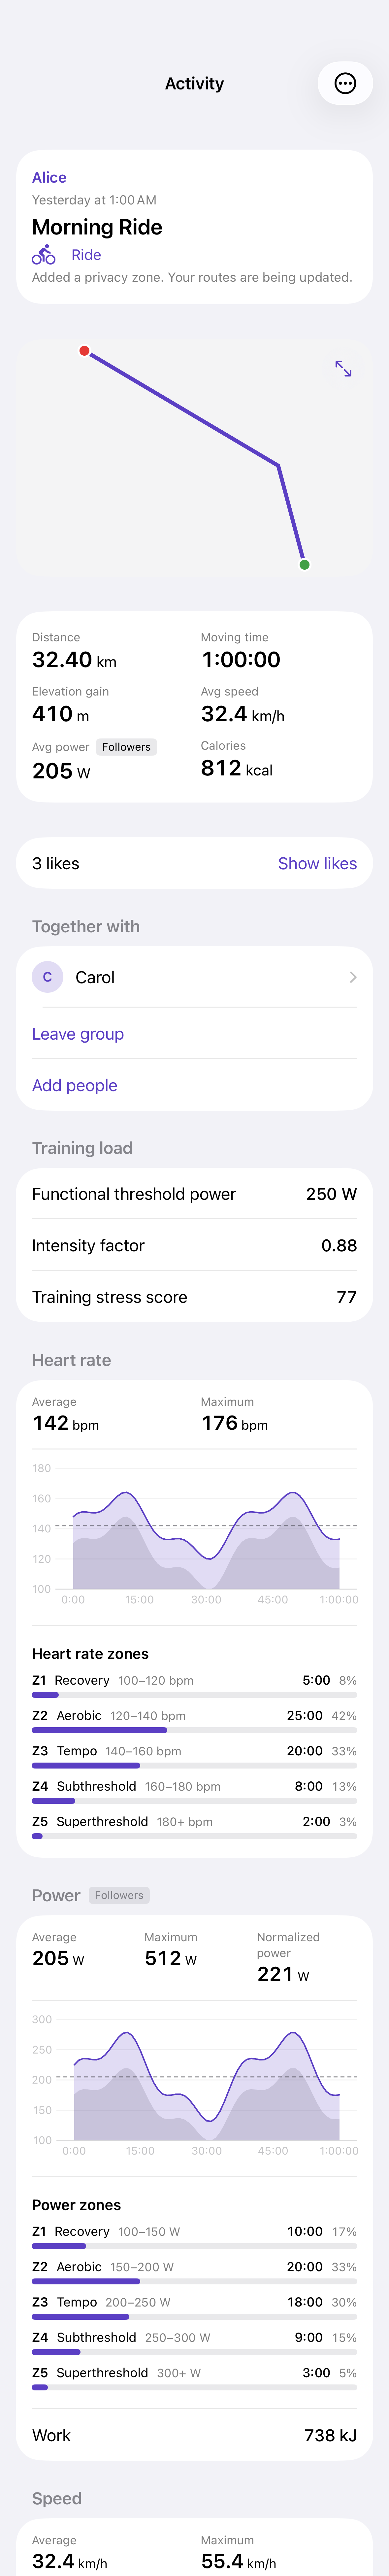 Activity
Alice
Yesterday at 1:00 AM
Morning Ride
Ride
Added a privacy zone. Your routes are being updated.
Distance
Moving time
32.40 km
1:00:00
Elevation gain
Avg speed
410 m
32.4 km/h
Avg power Followers
Calories
205 W
812 kcal
3 likes
Show likes
Together with
C
Carol
Leave group
Add people
Training load
Functional threshold power 250 W
Intensity factor 0.88
Training stress score 77
Heart rate
Average
Maximum
142 bpm
176 bpm
180
160
140
120
100
0:00 15:00 30:00 45:00 1:00:00
Heart rate zones
Z1 Recovery 100–120 bpm 5:00 8%
Z2 Aerobic 120–140 bpm 25:00 42%
Z3 Tempo 140–160 bpm 20:00 33%
Z4 Subthreshold 160–180 bpm 8:00 13%
Z5 Superthreshold 180+ bpm 2:00 3%
Power Followers
Average
Maximum
Normalized
power
205 W
512 W
221 W
300
250
200
150
100
0:00 15:00 30:00 45:00 1:00:00
Power zones
Z1 Recovery 100–150 W 10:00 17%
Z2 Aerobic 150–200 W 20:00 33%
Z3 Tempo 200–250 W 18:00 30%
Z4 Subthreshold 250–300 W 9:00 15%
Z5 Superthreshold 300+ W 3:00 5%
Work 738 kJ
Speed
Average
Maximum
32.4 km/h
55.4 km/h